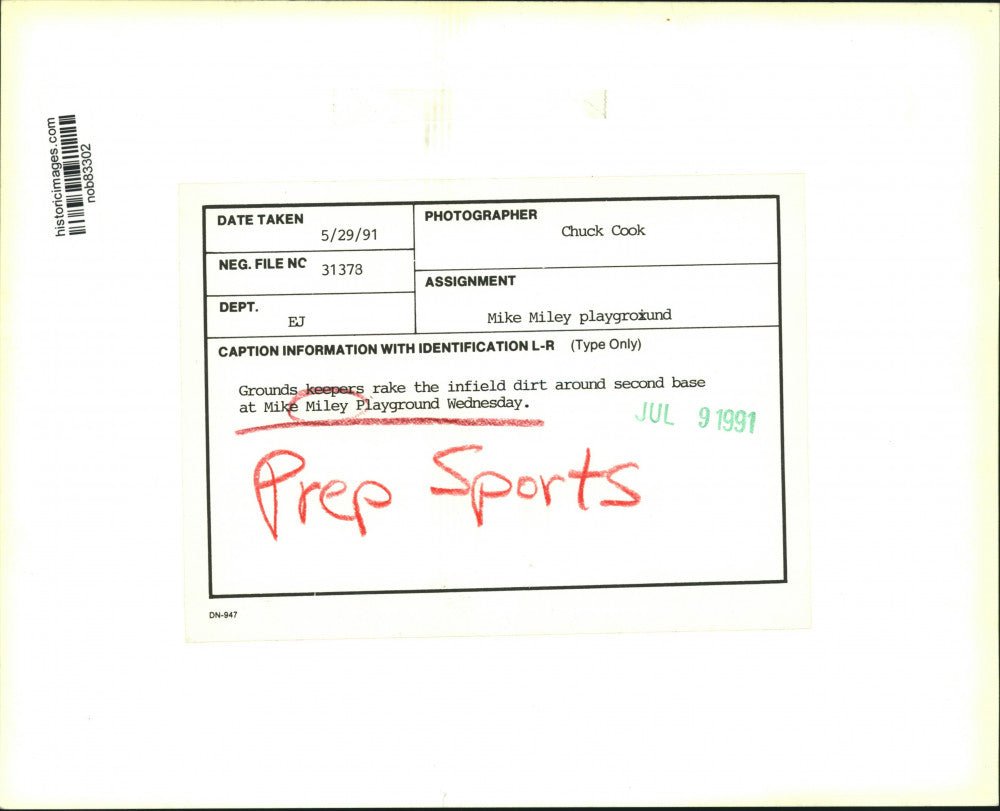 historicimages.com
nob83302
DATE TAKEN
5/29/91
PHOTOGRAPHER
Chuck Cook
NEG. FILE NO
31378
ASSIGNMENT
Mike Miley playgroiund
DEPT.
EJ
CAPTION INFORMATION WITH IDENTIFICATION L-R (Type Only)
Grounds keepers rake the infield dirt around second base
at Mike Miley Playground Wednesday.
JUL 9 1991
Prep Sports
DN-947